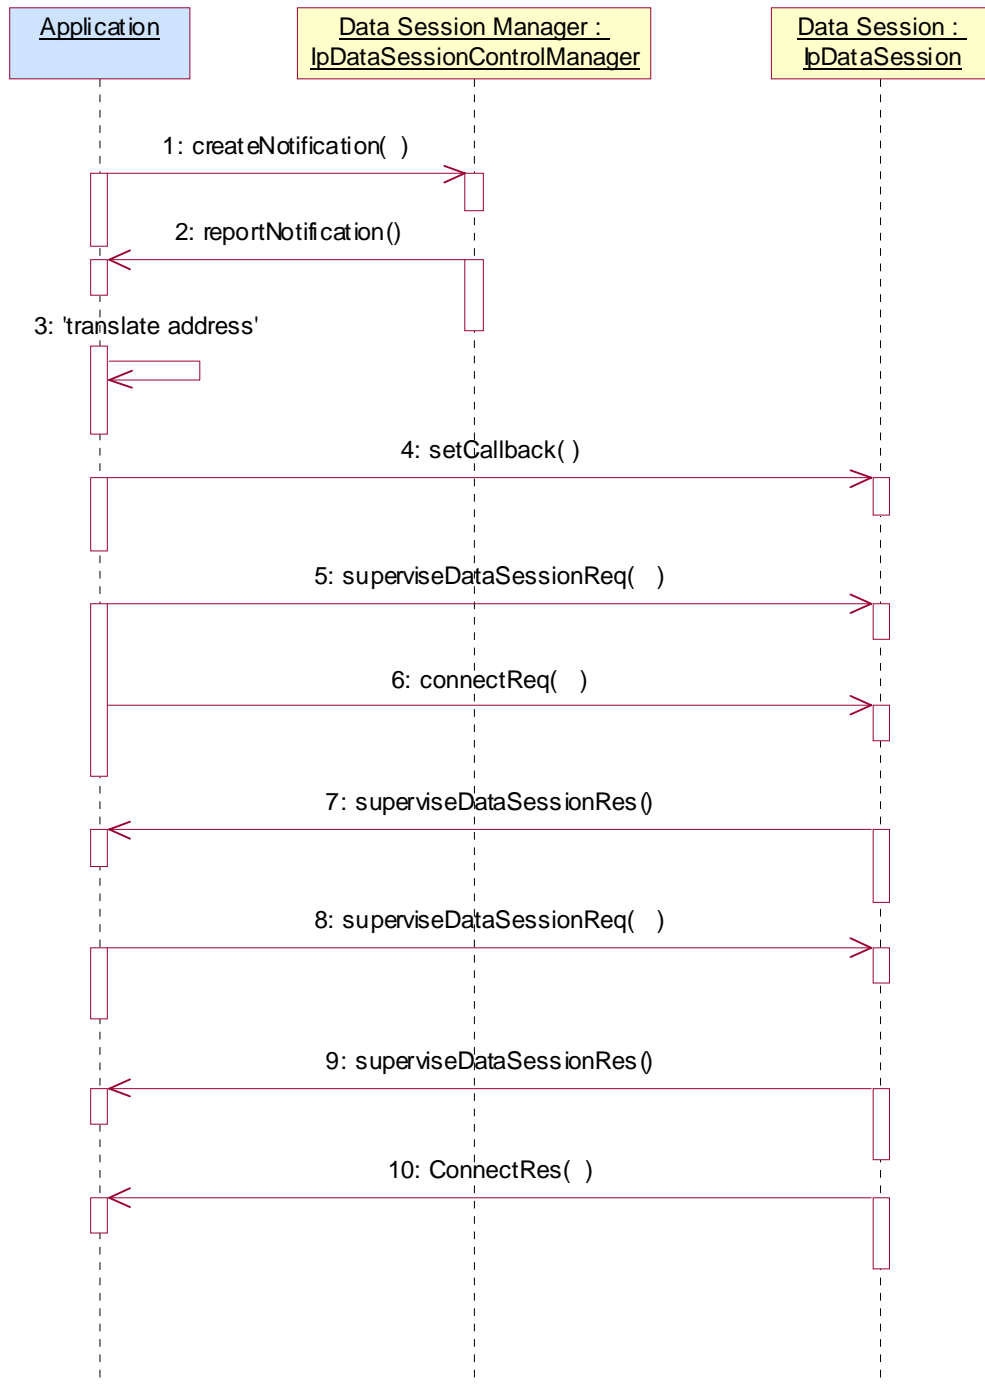 Application
Data Session Manager :
IpDataSessionControlManager
Data Session :
IpDataSession
1: createNotification( )
2: reportNotification()
3: 'translate address'
4: setCallback( )
5: superviseDataSessionReq( )
6: connectReq( )
7: superviseDataSessionRes()
8: superviseDataSessionReq( )
9: superviseDataSessionRes()
10: ConnectRes( )